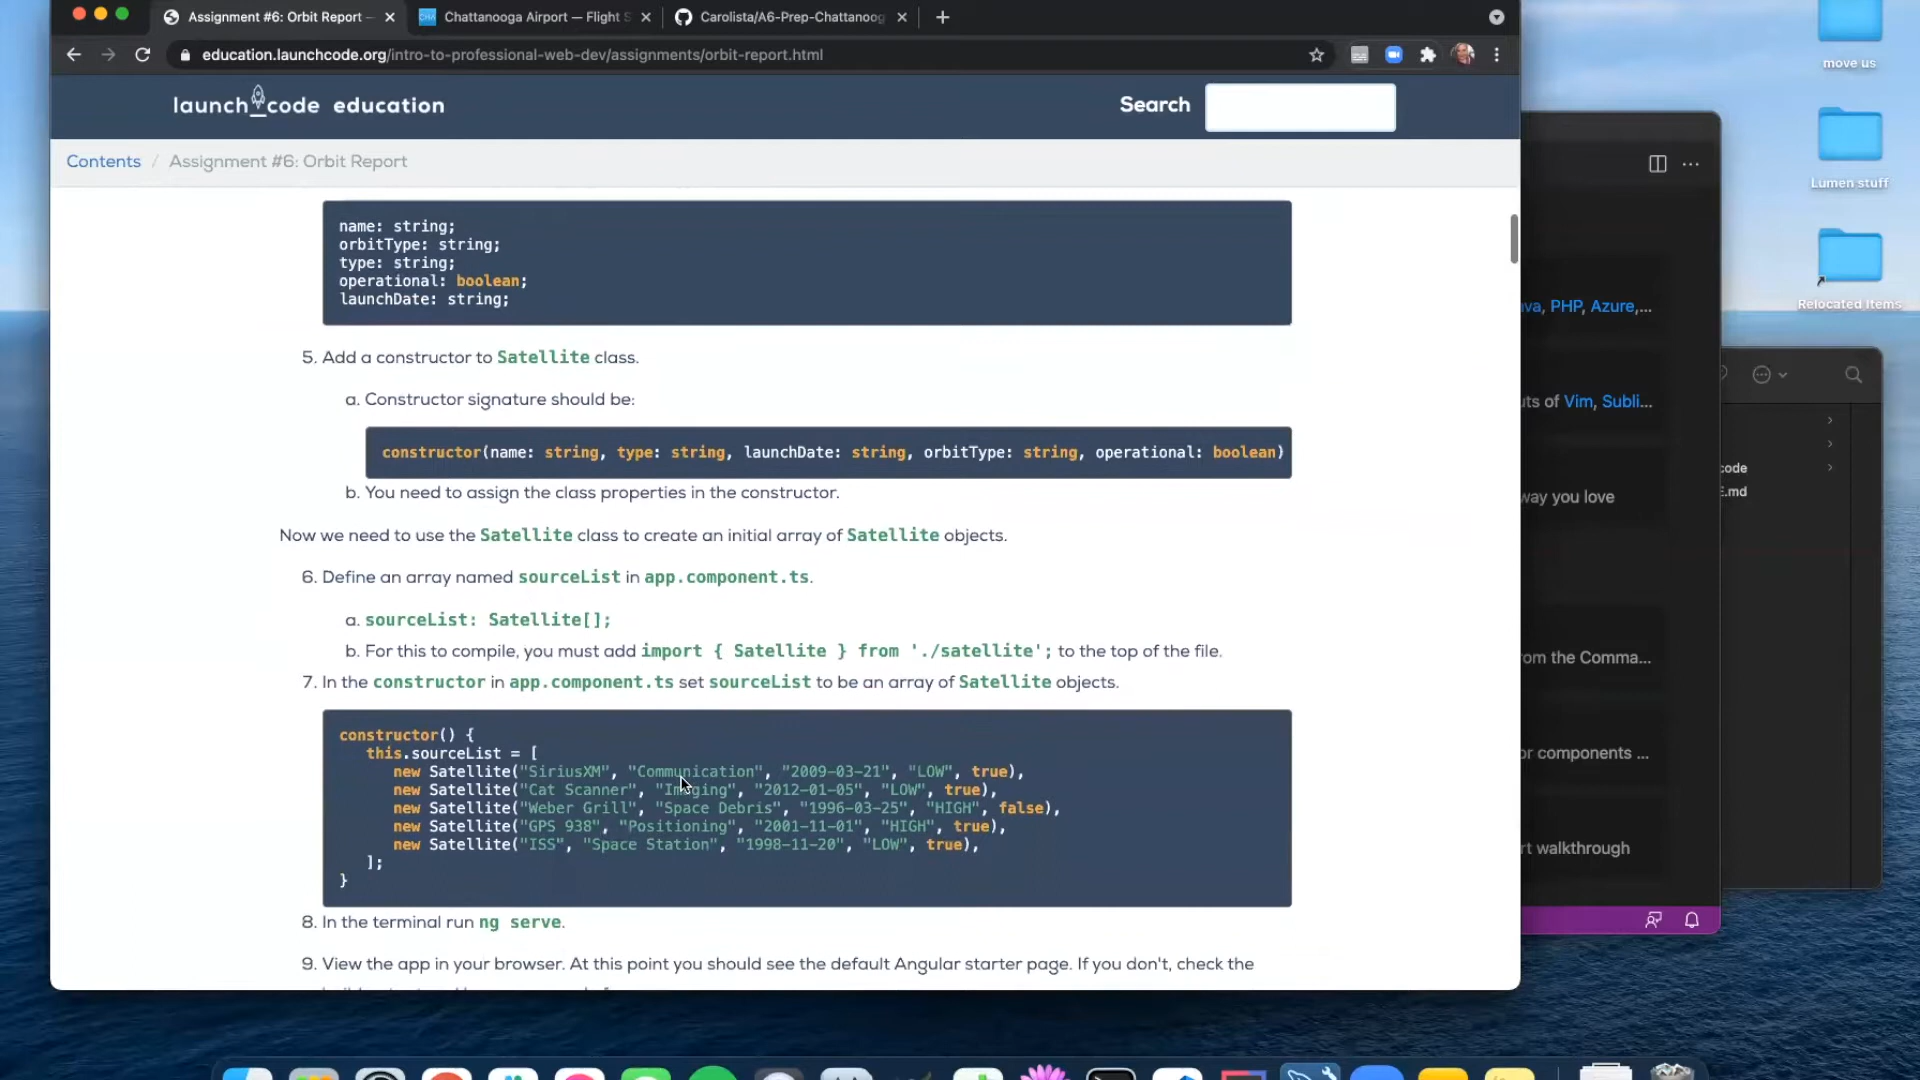 Assignment #6: Orbit Report –
Chattanooga Airport — Flight S
Carolista/A6-Prep-Chattanoog
education.launchcode.org/intro-to-professional-web-dev/assignments/orbit-report.html
launch code education
Search
Contents / Assignment #6: Orbit Report
name: string;
orbitType: string;
type: string;
operational: boolean;
launchDate: string;
5. Add a constructor to Satellite class.
a. Constructor signature should be:
constructor(name: string, type: string, launchDate: string, orbitType: string, operational: boolean)
b. You need to assign the class properties in the constructor.
Now we need to use the Satellite class to create an initial array of Satellite objects.
6. Define an array named sourceList in app.component.ts.
a. sourceList: Satellite[];
b. For this to compile, you must add import { Satellite } from './satellite'; to the top of the file.
7. In the constructor in app.component.ts set sourceList to be an array of Satellite objects.
constructor() {
this.sourceList = [
new Satellite("SiriusXM", "Communication", "2009-03-21", "LOW", true),
new Satellite("Cat Scanner", "Imaging", "2012-01-05", "LOW", true),
new Satellite("Weber Grill", "Space Debris", "1996-03-25", "HIGH", false),
new Satellite("GPS 938", "Positioning", "2001-11-01", "HIGH", true),
new Satellite("ISS", "Space Station", "1998-11-20", "LOW", true),
];
}
8. In the terminal run ng serve.
9. View the app in your browser. At this point you should see the default Angular starter page. If you don't, check the
move us
Lumen stuff
Relocated Items
ava, PHP, Azure,...
uts of Vim, Subli...
way you love
rom the Comma...
or components ...
rt walkthrough
code
E.md